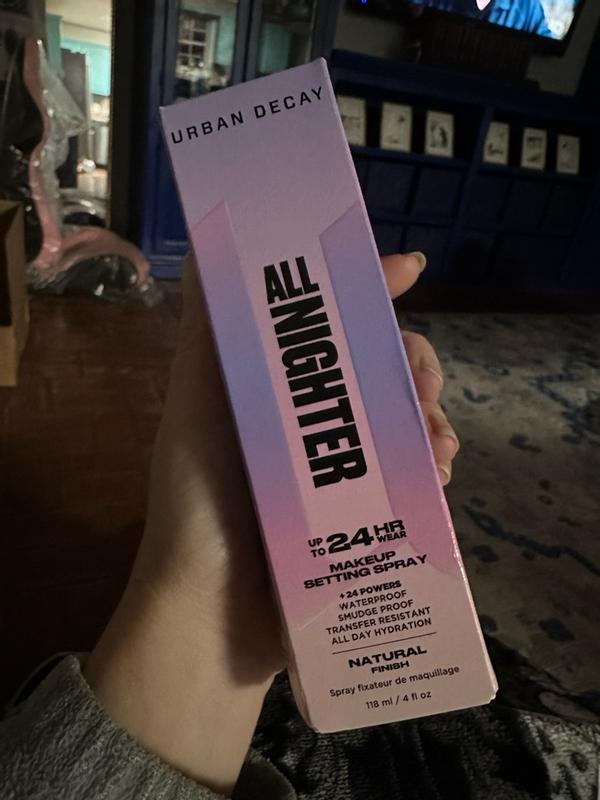 URBAN DECAY
ALL
NIGHTER
UP TO 24 HR WEAR
MAKEUP
SETTING SPRAY
+24 POWERS
WATERPROOF
SMUDGE PROOF
TRANSFER RESISTANT
ALL DAY HYDRATION
NATURAL
FINISH
Spray fixateur de maquillage
118 ml / 4 fl oz